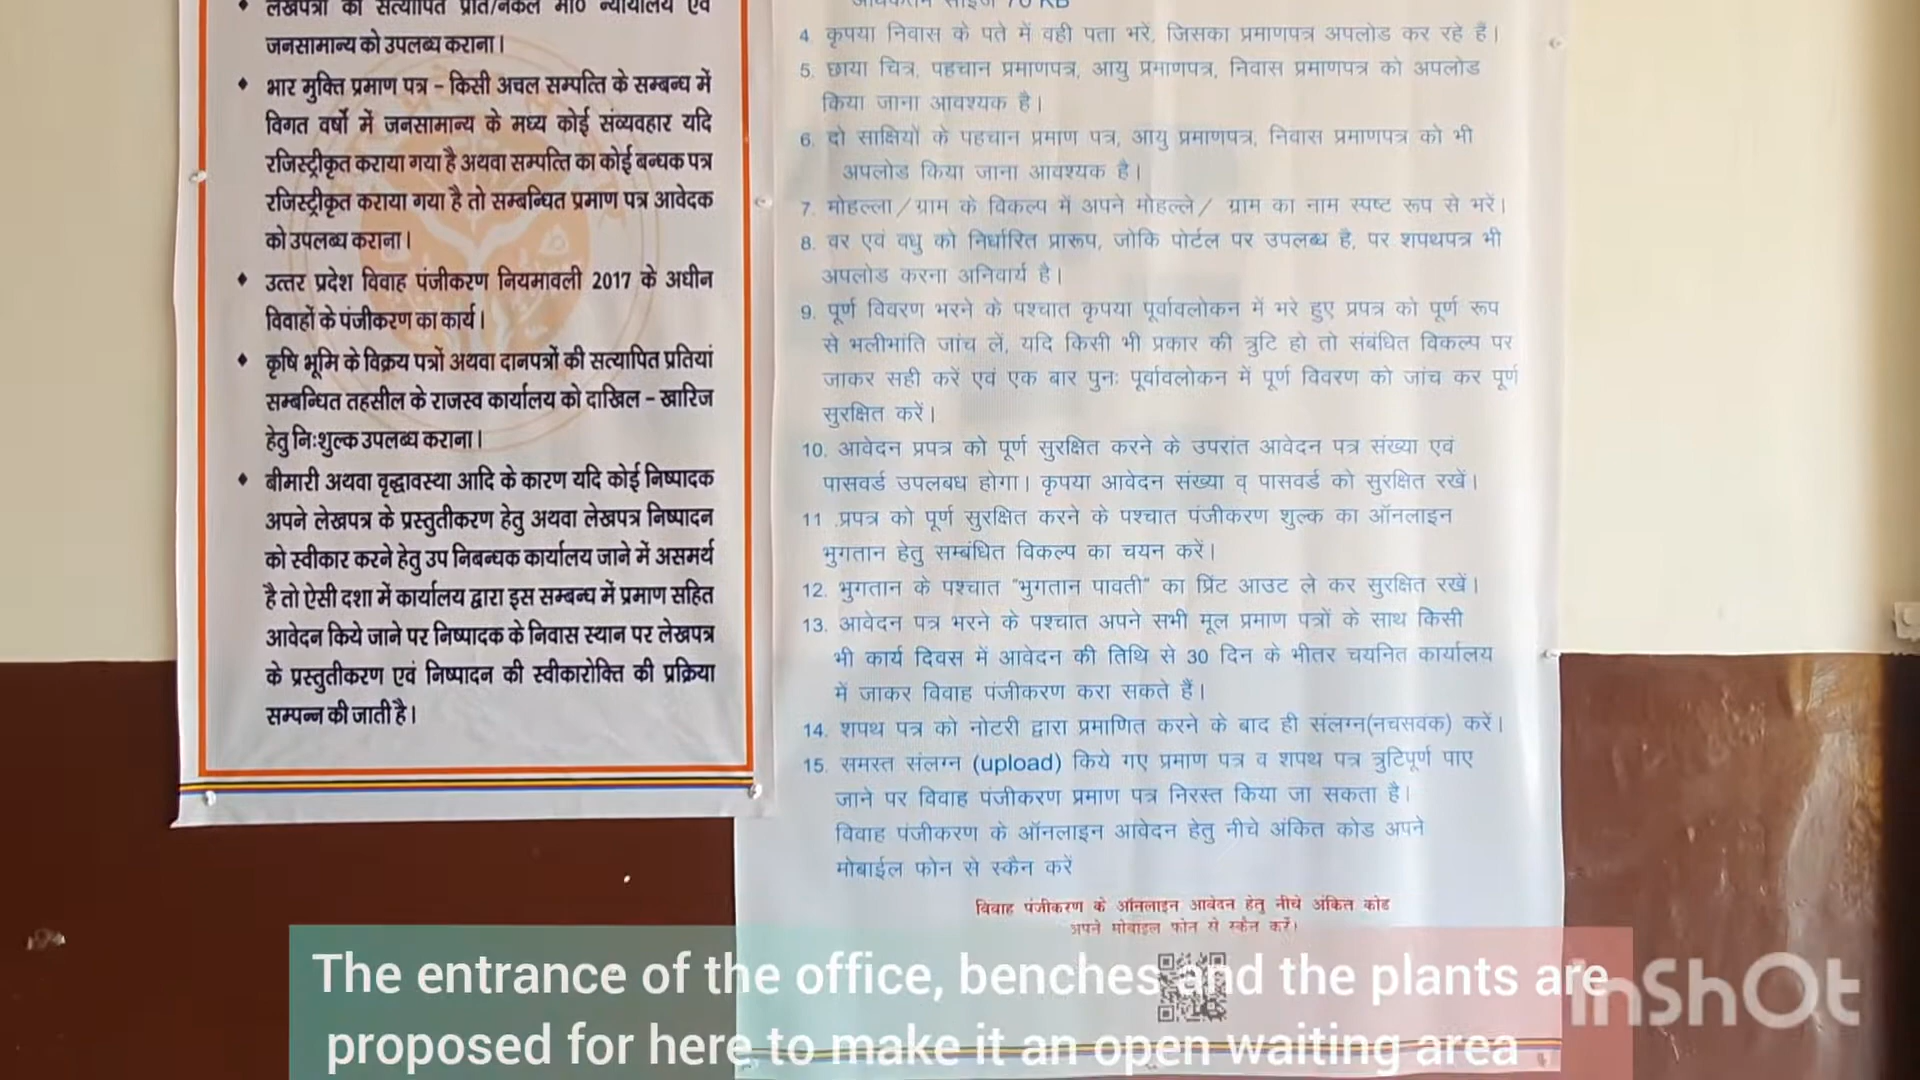 लेखपत्रों की सत्यापित प्रति/नकल मा० न्यायालय एवं
जनसामान्य को उपलब्ध कराना।
भार मुक्ति प्रमाण पत्र – किसी अचल सम्पत्ति के सम्बन्ध में
विगत वर्षों में जनसामान्य के मध्य कोई संव्यवहार यदि
रजिस्ट्रीकृत कराया गया है अथवा सम्पत्ति का कोई बन्धक पत्र
रजिस्ट्रीकृत कराया गया है तो सम्बन्धित प्रमाण पत्र आवेदक
को उपलब्ध कराना।
उत्तर प्रदेश विवाह पंजीकरण नियमावली 2017 के अधीन
विवाहों के पंजीकरण का कार्य।
कृषि भूमि के विक्रय पत्रों अथवा दानपत्रों की सत्यापित प्रतियां
सम्बन्धित तहसील के राजस्व कार्यालय को दाखिल – खारिज
हेतु निःशुल्क उपलब्ध कराना।
बीमारी अथवा वृद्धावस्था आदि के कारण यदि कोई निष्पादक
अपने लेखपत्र के प्रस्तुतीकरण हेतु अथवा लेखपत्र निष्पादन
को स्वीकार करने हेतु उप निबन्धक कार्यालय जाने में असमर्थ
है तो ऐसी दशा में कार्यालय द्वारा इस सम्बन्ध में प्रमाण सहित
आवेदन किये जाने पर निष्पादक के निवास स्थान पर लेखपत्र
के प्रस्तुतीकरण एवं निष्पादन की स्वीकारोक्ति की प्रक्रिया
सम्पन्न की जाती है।
अधिकतम साइज 70 KB
4. कृपया निवास के पते में वही पता भरें, जिसका प्रमाणपत्र अपलोड कर रहे हैं।
5. छाया चित्र, पहचान प्रमाणपत्र, आयु प्रमाणपत्र, निवास प्रमाणपत्र को अपलोड
किया जाना आवश्यक है।
6. दो साक्षियों के पहचान प्रमाण पत्र, आयु प्रमाणपत्र, निवास प्रमाणपत्र को भी
अपलोड किया जाना आवश्यक है।
7. मोहल्ला/ग्राम के विकल्प में अपने मोहल्ले/ ग्राम का नाम स्पष्ट रूप से भरें।
8. वर एवं वधु को निर्धारित प्रारूप, जोकि पोर्टल पर उपलब्ध है, पर शपथपत्र भी
अपलोड करना अनिवार्य है।
9. पूर्ण विवरण भरने के पश्चात कृपया पूर्वावलोकन में भरे हुए प्रपत्र को पूर्ण रूप
से भलीभांति जांच लें, यदि किसी भी प्रकार की त्रुटि हो तो संबंधित विकल्प पर
जाकर सही करें एवं एक बार पुनः पूर्वावलोकन में पूर्ण विवरण को जांच कर पूर्ण
सुरक्षित करें।
10. आवेदन प्रपत्र को पूर्ण सुरक्षित करने के उपरांत आवेदन पत्र संख्या एवं
पासवर्ड उपलबध होगा। कृपया आवेदन संख्या व् पासवर्ड को सुरक्षित रखें।
11 .प्रपत्र को पूर्ण सुरक्षित करने के पश्चात पंजीकरण शुल्क का ऑनलाइन
भुगतान हेतु सम्बंधित विकल्प का चयन करें।
12. भुगतान के पश्चात "भुगतान पावती" का प्रिंट आउट ले कर सुरक्षित रखें।
13. आवेदन पत्र भरने के पश्चात अपने सभी मूल प्रमाण पत्रों के साथ किसी
भी कार्य दिवस में आवेदन की तिथि से 30 दिन के भीतर चयनित कार्यालय
में जाकर विवाह पंजीकरण करा सकते हैं।
14. शपथ पत्र को नोटरी द्वारा प्रमाणित करने के बाद ही संलग्न(नचसवंक) करें।
15. समस्त संलग्न (upload) किये गए प्रमाण पत्र व शपथ पत्र त्रुटिपूर्ण पाए
जाने पर विवाह पंजीकरण प्रमाण पत्र निरस्त किया जा सकता है।
विवाह पंजीकरण के ऑनलाइन आवेदन हेतु नीचे अंकित कोड अपने
मोबाईल फोन से स्कैन करें
विवाह पंजीकरण के ऑनलाइन आवेदन हेतु नीचे अंकित कोड
अपने मोबाइल फोन से स्कैन करें।
The entrance of the office, benches and the plants are
proposed for here to make it an open waiting area
InShOt